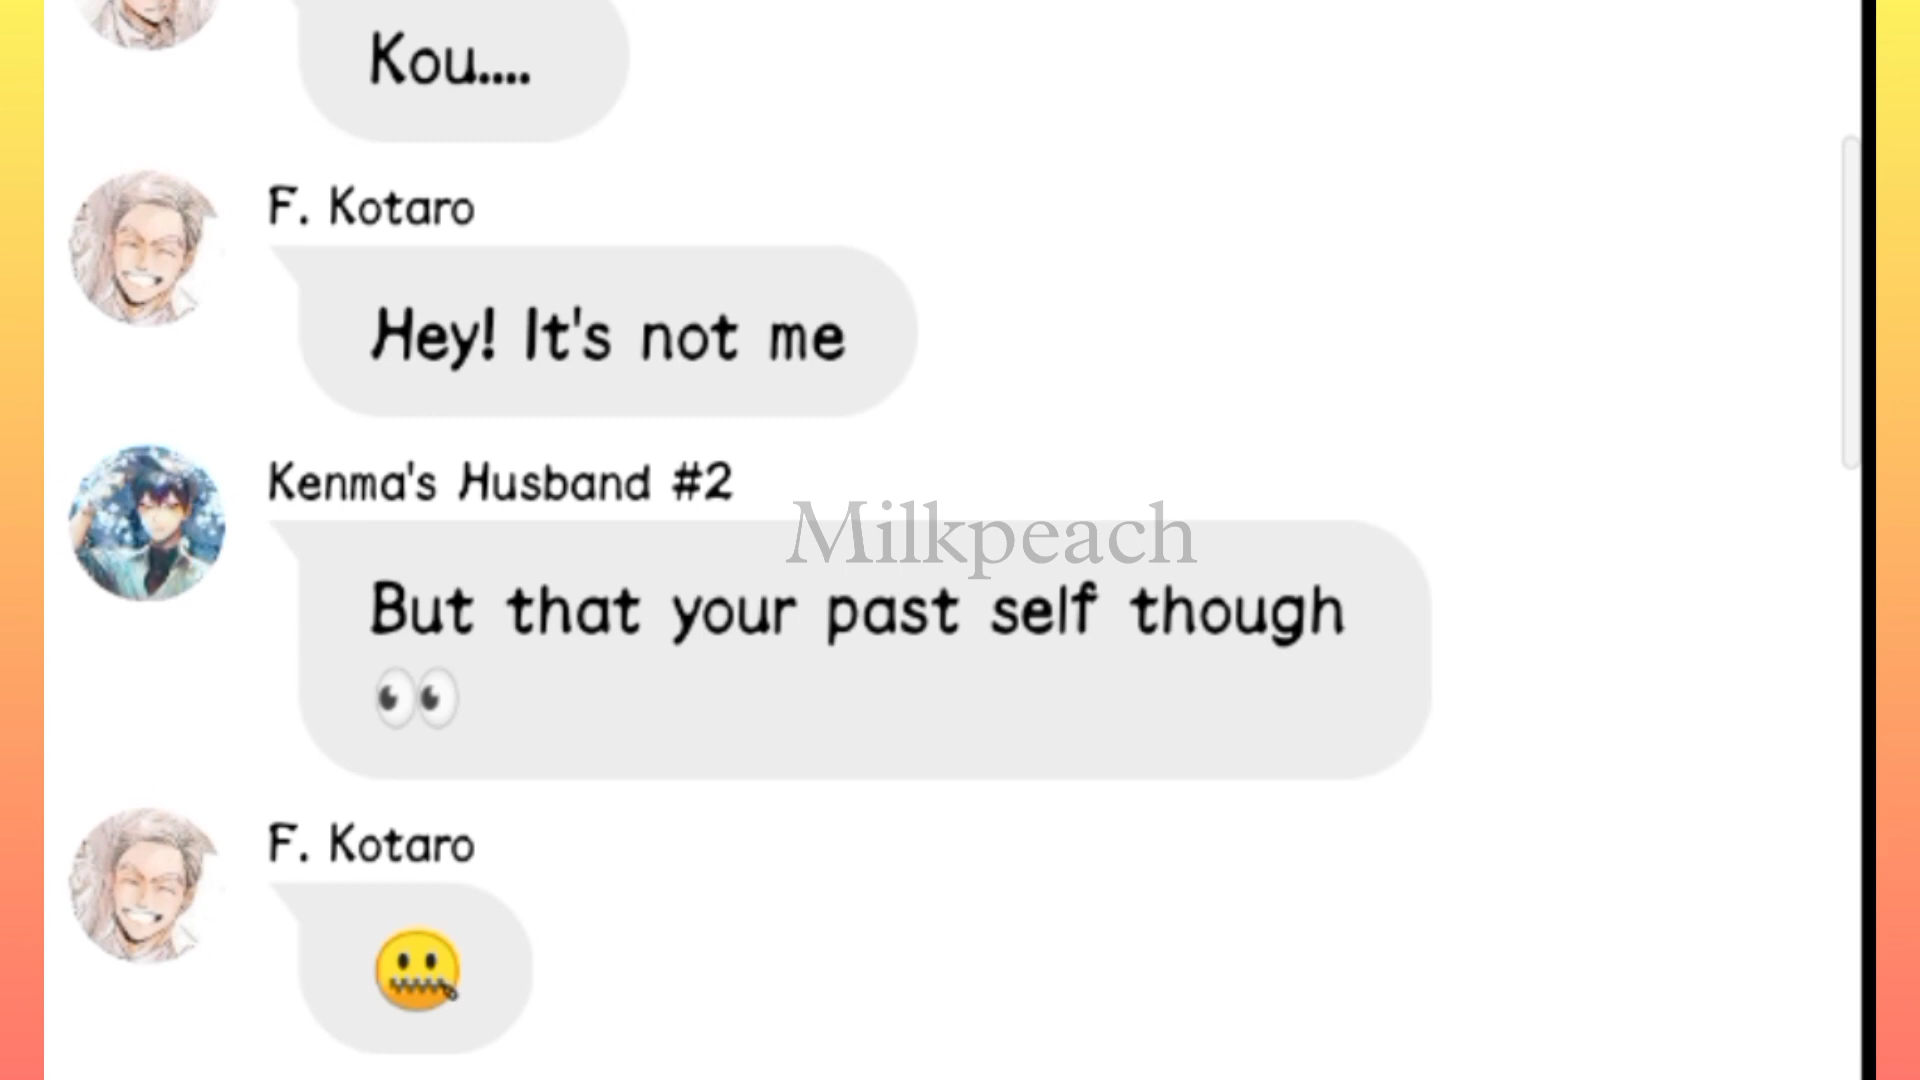 Kou....
F. Kotaro
Hey! It's not me
Kenma's Husband #2
Milkpeach
But that your past self though
👀
F. Kotaro
🤐